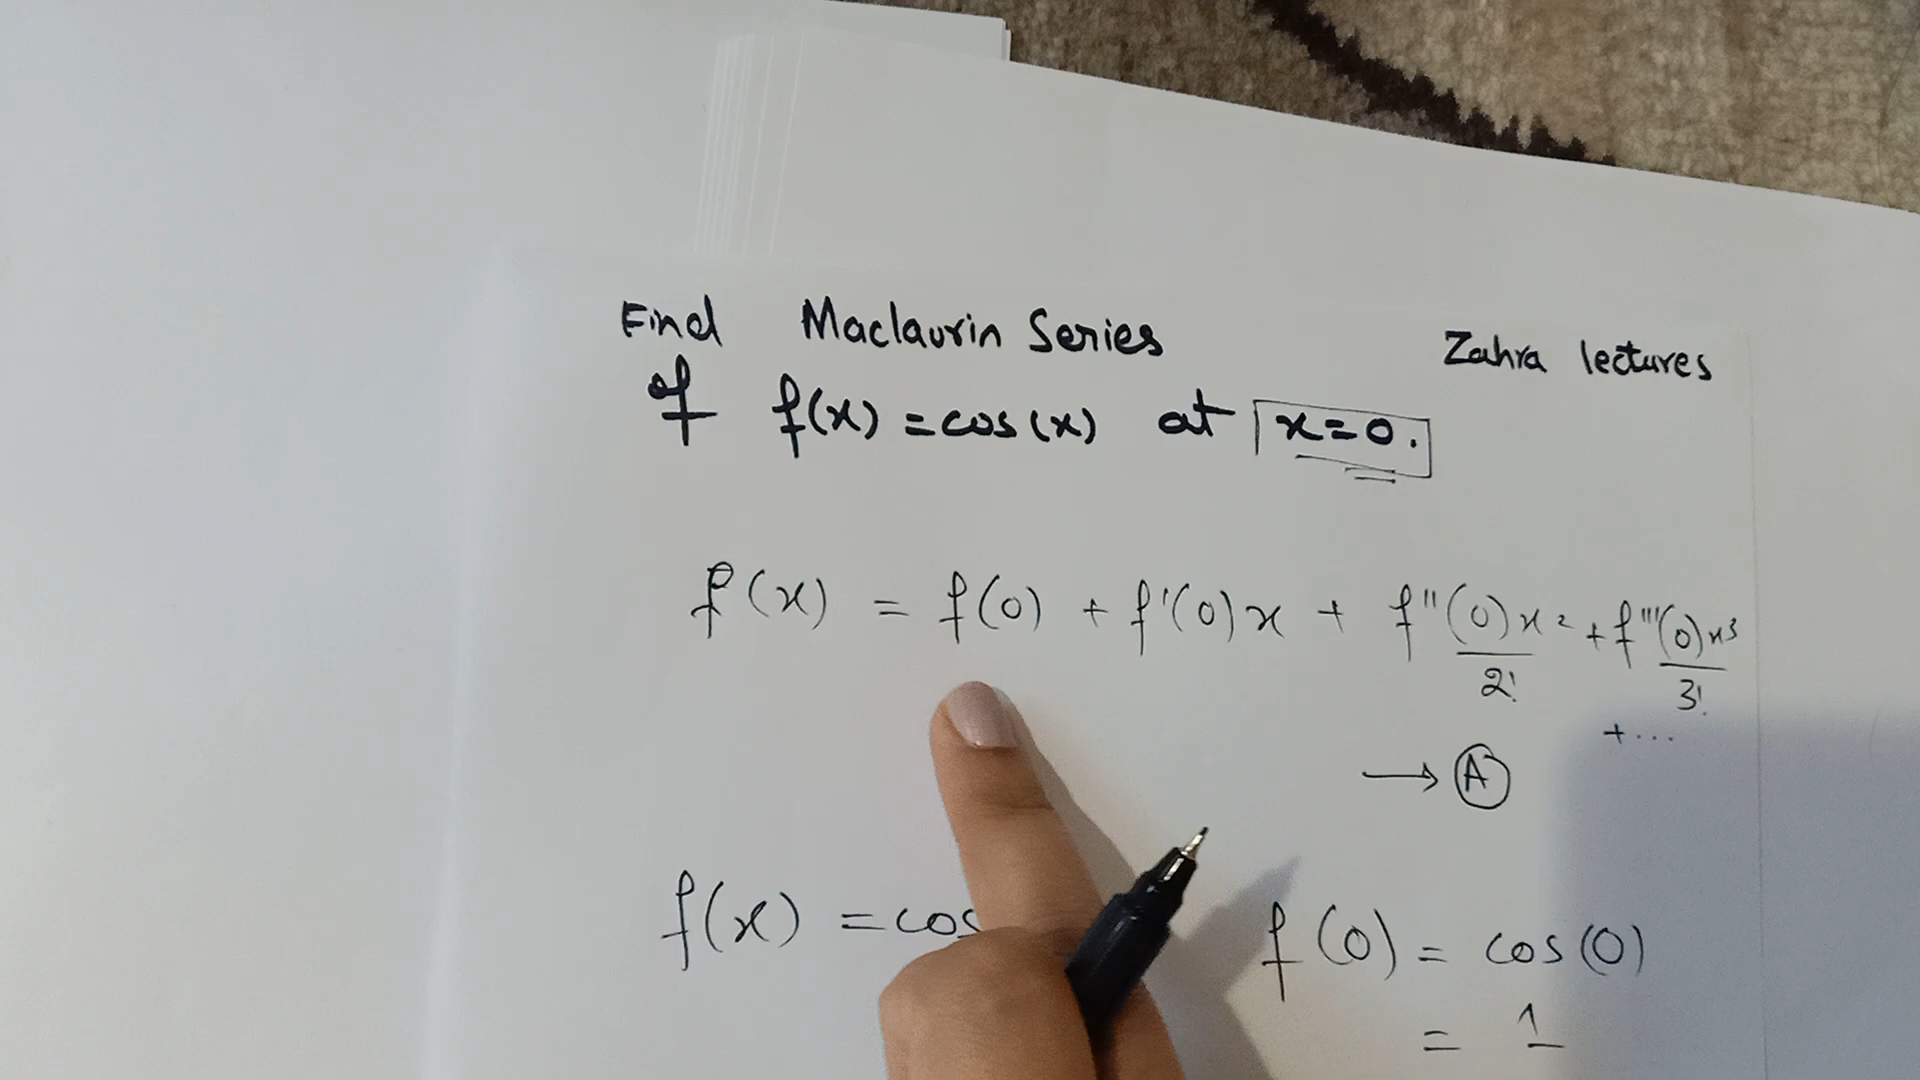 Find Maclaurin Series
Zahra lectures
of f(x) = cos(x) at x=0.
f(x) = f(0) + f'(0)x + f''(0)x²/2! + f'''(0)x³/3!
+...
→ A
f(x) = cos
f(0) = cos(0)
= 1